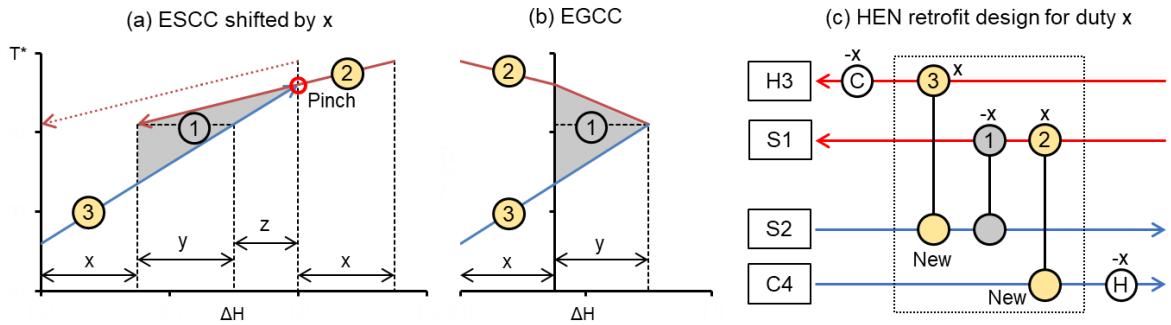 (a) ESCC shifted by x
T*
2
Pinch
1
3
z
y
x
x
ΔH
(b) EGCC
2
1
3
x
y
ΔH
(c) HEN retrofit design for duty x
-x
H3
C
3
x
-x
x
S1
1
2
S2
New
-x
C4
New
H